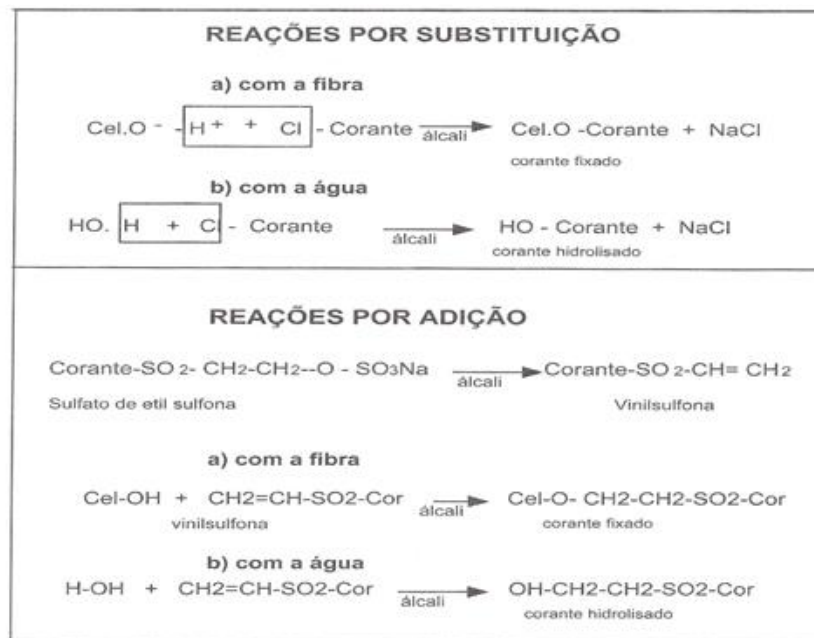 REAÇÕES POR SUBSTITUIÇÃO
a) com a fibra
Cel.O - -H+ + Cl - Corante álcali Cel.O -Corante + NaCl
corante fixado
b) com a água
HO. H + Cl - Corante álcali HO - Corante + NaCl
corante hidrolisado
REAÇÕES POR ADIÇÃO
Corante-SO2- CH2-CH2--O - SO3Na álcali Corante-SO2-CH= CH2
Sulfato de etil sulfona Vinilsulfona
a) com a fibra
Cel-OH + CH2=CH-SO2-Cor álcali Cel-O- CH2-CH2-SO2-Cor
vinilsulfona corante fixado
b) com a água
H-OH + CH2=CH-SO2-Cor álcali OH-CH2-CH2-SO2-Cor
corante hidrolisado